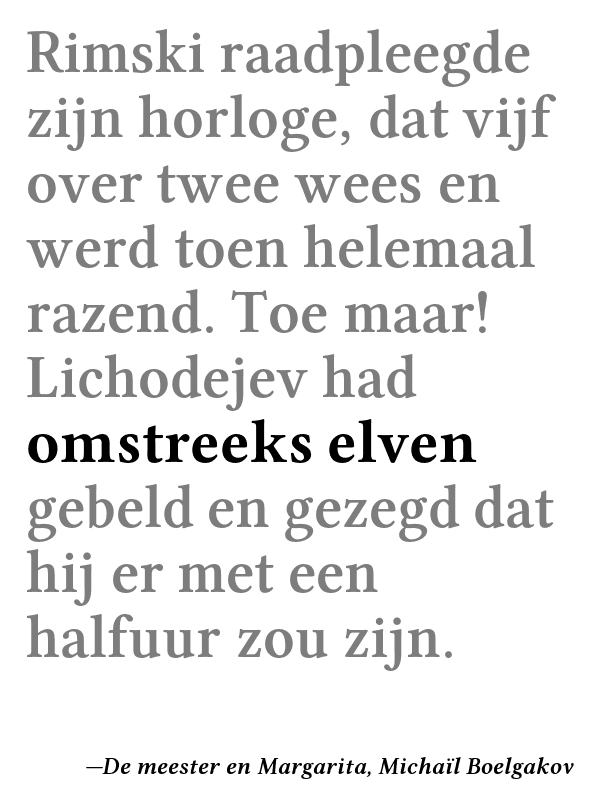 Rimski raadpleegde
zijn horloge, dat vijf
over twee wees en
werd toen helemaal
razend. Toe maar!
Lichodejev had
omstreeks elven
gebeld en gezegd dat
hij er met een
halfuur zou zijn.
—De meester en Margarita, Michaïl Boelgakov